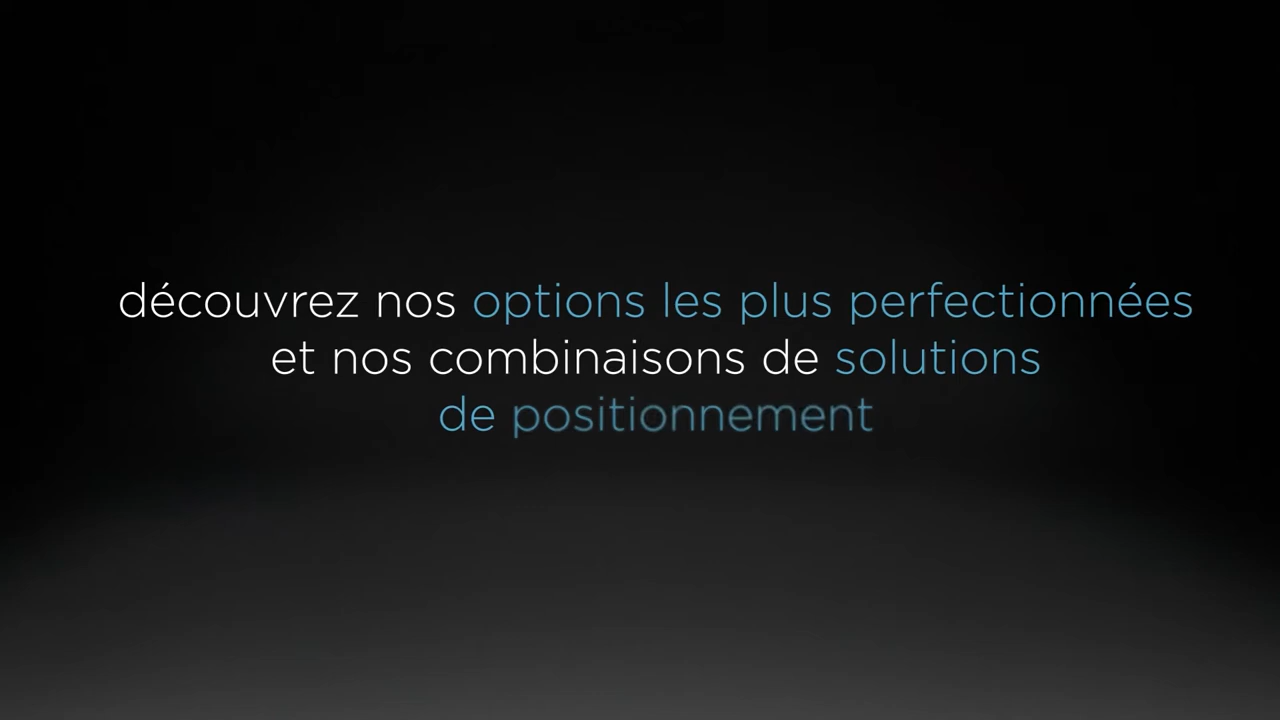 découvrez nos options les plus perfectionnées
et nos combinaisons de solutions
de positionnement